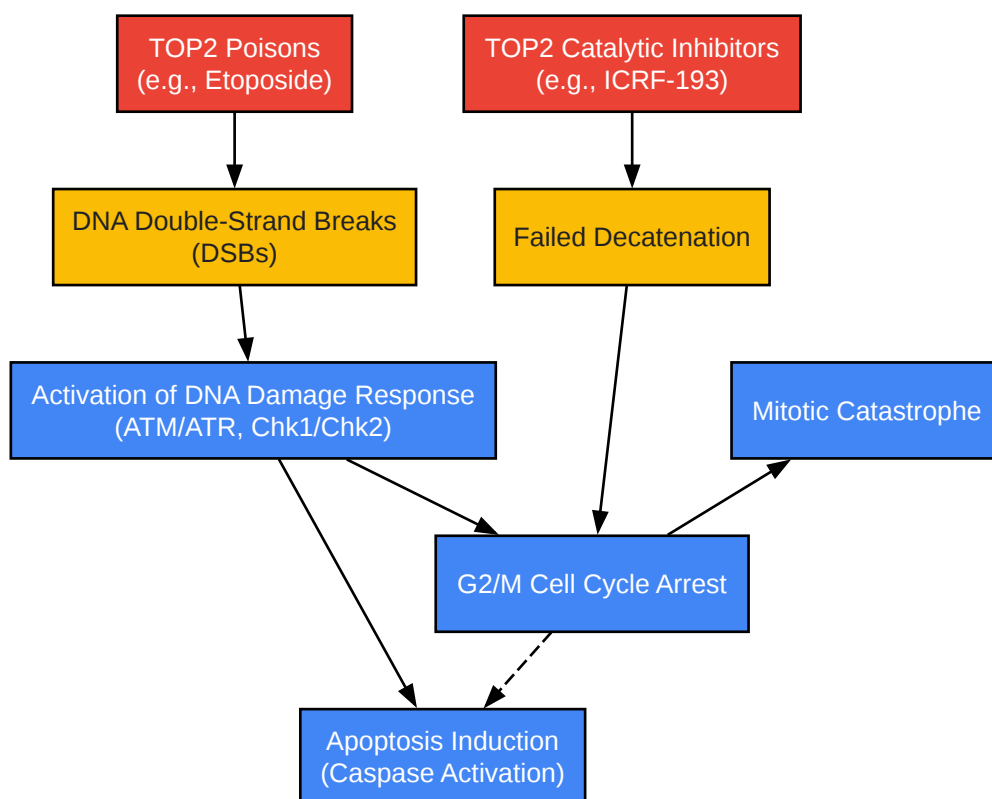 TOP2 Poisons
(e.g., Etoposide)
TOP2 Catalytic Inhibitors
(e.g., ICRF-193)
DNA Double-Strand Breaks
(DSBs)
Failed Decatenation
Activation of DNA Damage Response
(ATM/ATR, Chk1/Chk2)
Mitotic Catastrophe
G2/M Cell Cycle Arrest
Apoptosis Induction
(Caspase Activation)